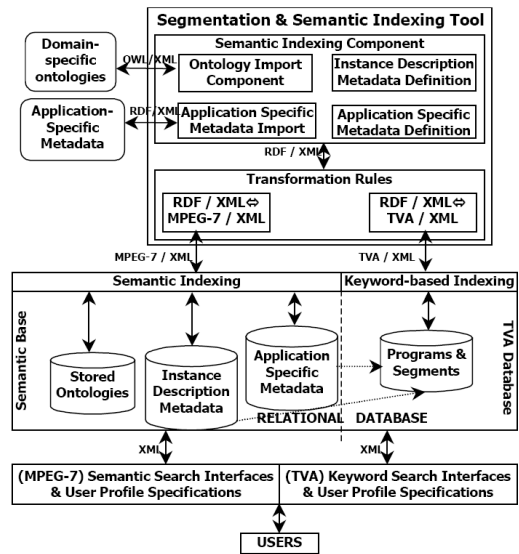 Segmentation & Semantic Indexing Tool
Semantic Indexing Component
Domain-
specific
ontologies
OWL/XML
Ontology Import
Component
Instance Description
Metadata Definition
Application-
Specific
Metadata
RDF/XML
Application Specific
Metadata Import
Application Specific
Metadata Definition
RDF / XML
Transformation Rules
RDF / XML⇔
MPEG-7 / XML
RDF / XML⇔
TVA / XML
MPEG-7 / XML
TVA / XML
Semantic Indexing
Keyword-based Indexing
Semantic Base
TVA Database
Stored
Ontologies
Instance
Description
Metadata
Application
Specific
Metadata
Programs &
Segments
RELATIONAL DATABASE
XML
XML
(MPEG-7) Semantic Search Interfaces
& User Profile Specifications
(TVA) Keyword Search Interfaces
& User Profile Specifications
USERS